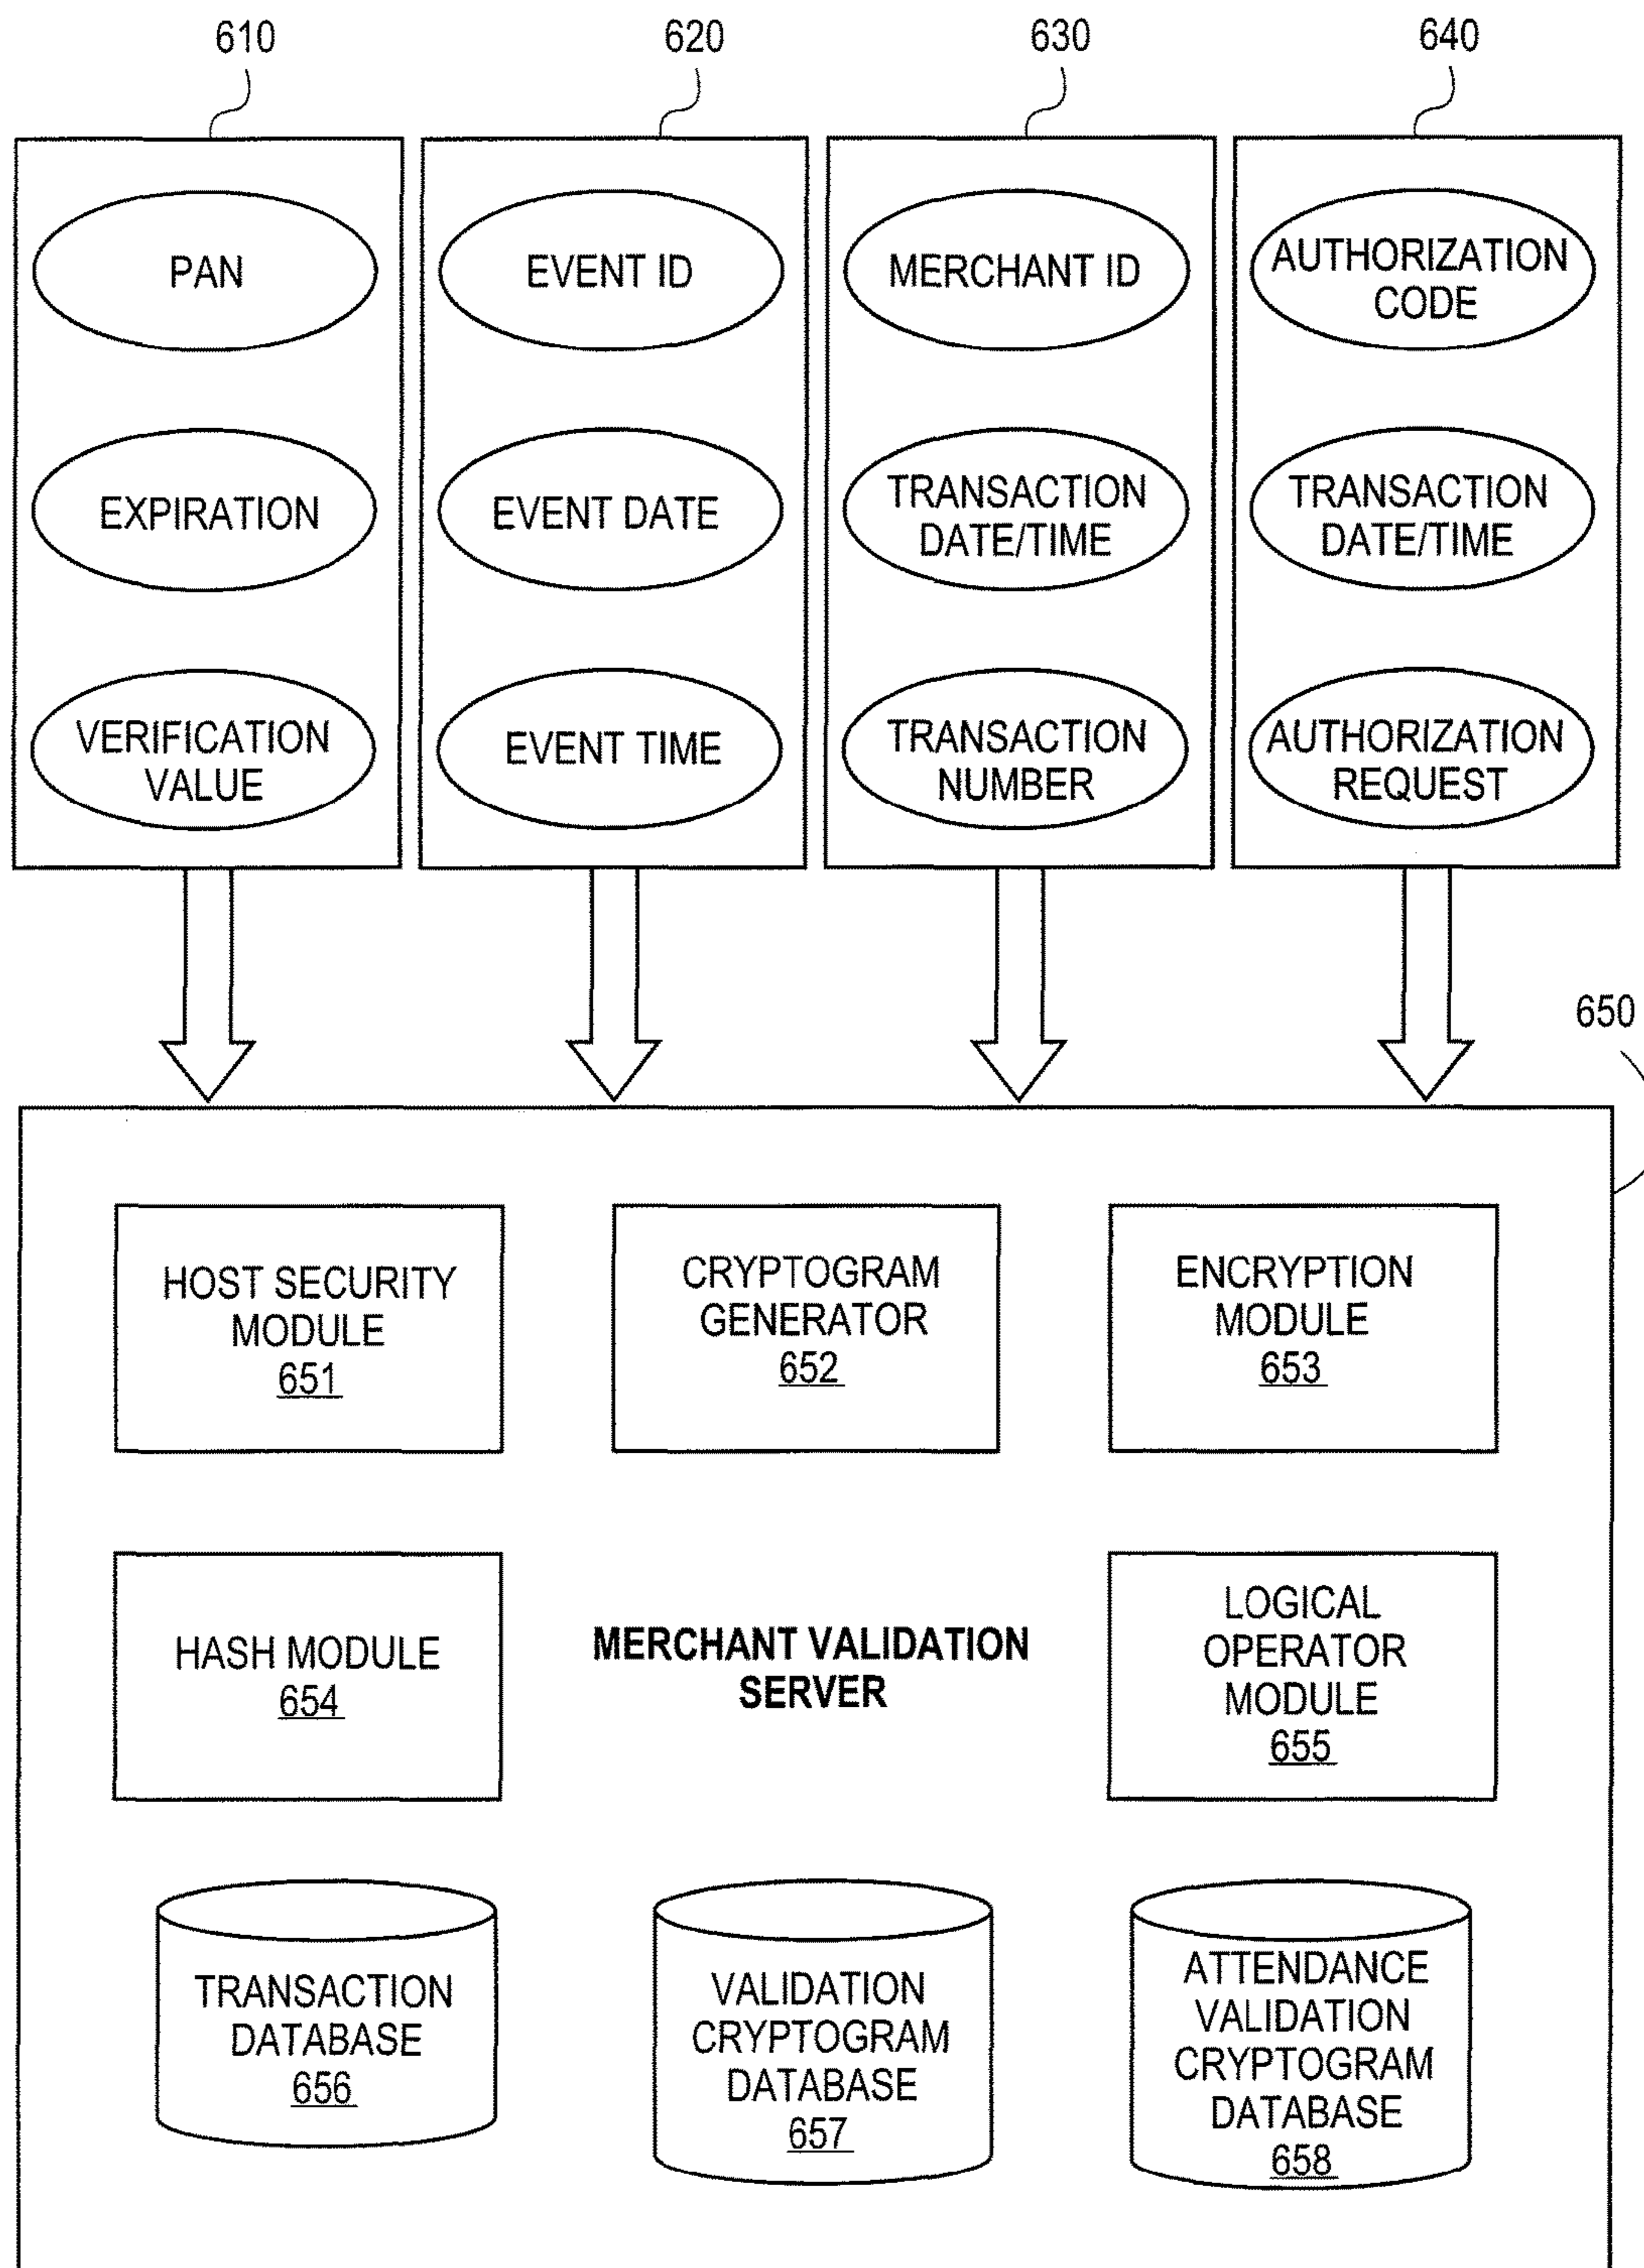 610
620
630
640
PAN
EVENT ID
MERCHANT ID
AUTHORIZATION
CODE
EXPIRATION
EVENT DATE
TRANSACTION
DATE/TIME
TRANSACTION
DATE/TIME
VERIFICATION
VALUE
EVENT TIME
TRANSACTION
NUMBER
AUTHORIZATION
REQUEST
650
HOST SECURITY
MODULE
651
CRYPTOGRAM
GENERATOR
652
ENCRYPTION
MODULE
653
HASH MODULE
654
MERCHANT VALIDATION
SERVER
LOGICAL
OPERATOR
MODULE
655
TRANSACTION
DATABASE
656
VALIDATION
CRYPTOGRAM
DATABASE
657
ATTENDANCE
VALIDATION
CRYPTOGRAM
DATABASE
658